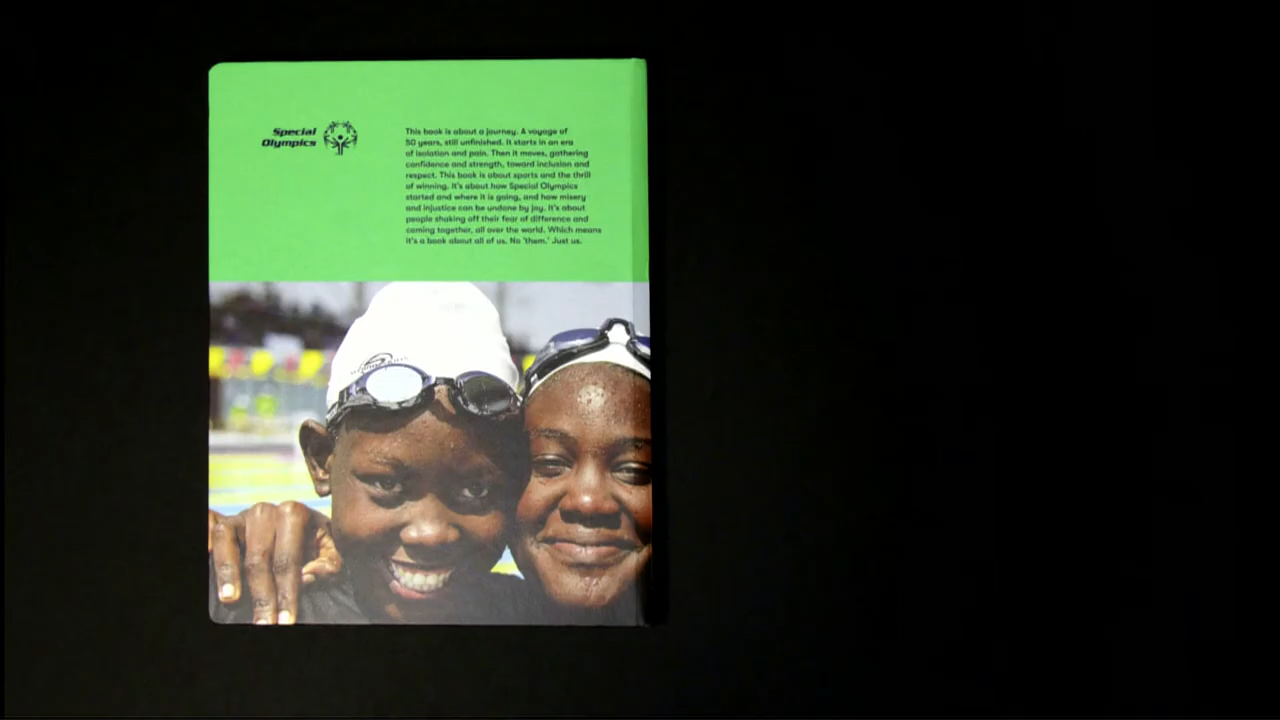 Special
Olympics
This book is about a journey. A voyage of
50 years, still unfinished. It starts in an era
of isolation and pain. Then it moves, gathering
confidence and strength, toward inclusion and
respect. This book is about sports and the thrill
of winning. It's about how Special Olympics
started and where it is going, and how misery
and injustice can be undone by joy. It's about
people shaking off their fear of difference and
coming together, all over the world. Which means
it's a book about all of us. No 'them.' Just us.